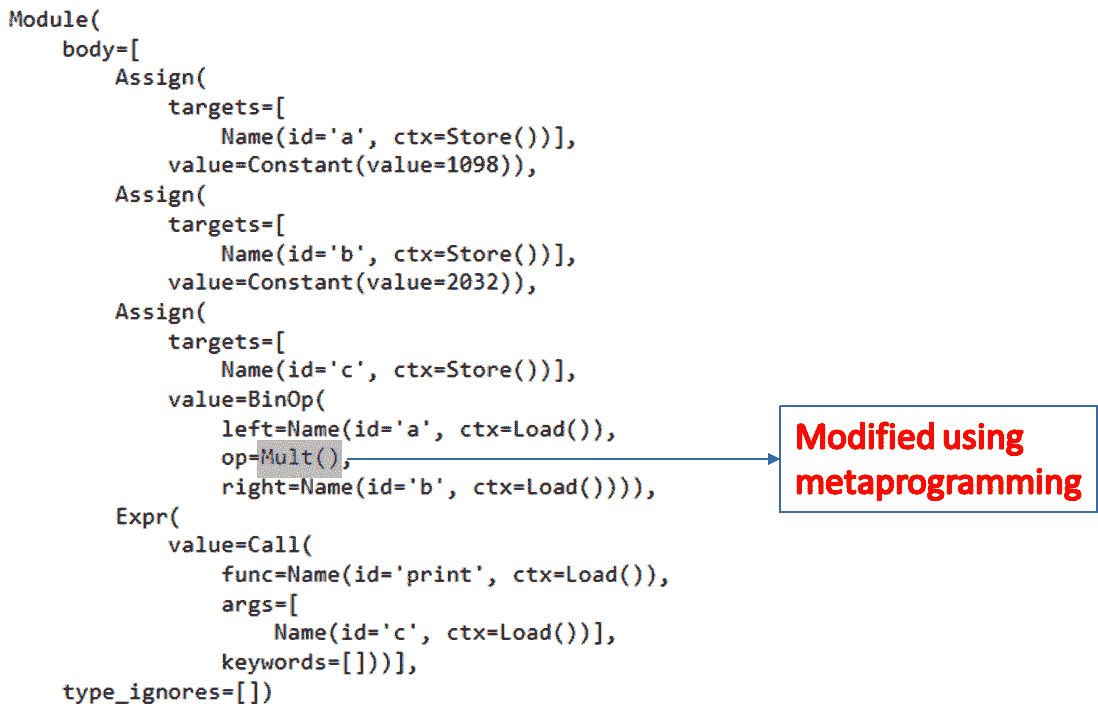 Module(
    body=[
        Assign(
            targets=[
                Name(id='a', ctx=Store())],
            value=Constant(value=1098)),
        Assign(
            targets=[
                Name(id='b', ctx=Store())],
            value=Constant(value=2032)),
        Assign(
            targets=[
                Name(id='c', ctx=Store())],
            value=BinOp(
                left=Name(id='a', ctx=Load()),
                op=Mult(),
                right=Name(id='b', ctx=Load()))),
        Expr(
            value=Call(
                func=Name(id='print', ctx=Load()),
                args=[
                    Name(id='c', ctx=Load())],
                keywords=[]))],
    type_ignores=[])
Modified using
metaprogramming